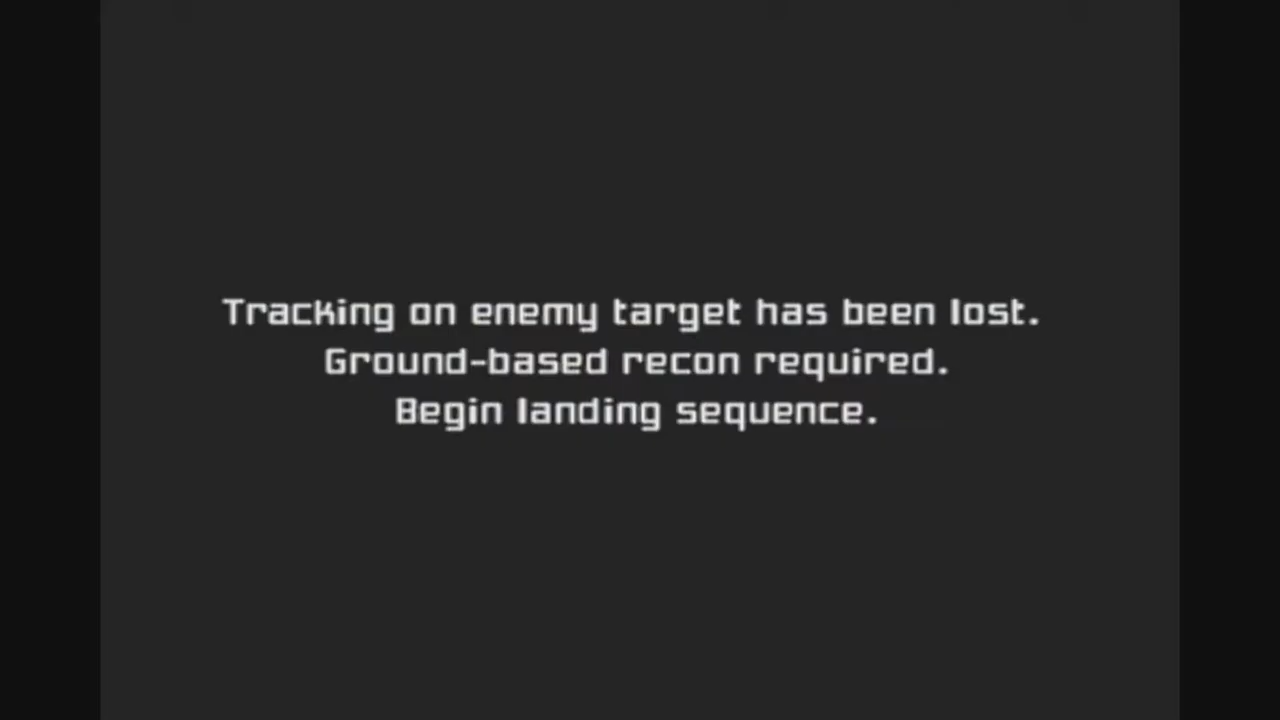 Tracking on enemy target has been lost.
Ground-based recon required.
Begin landing sequence.